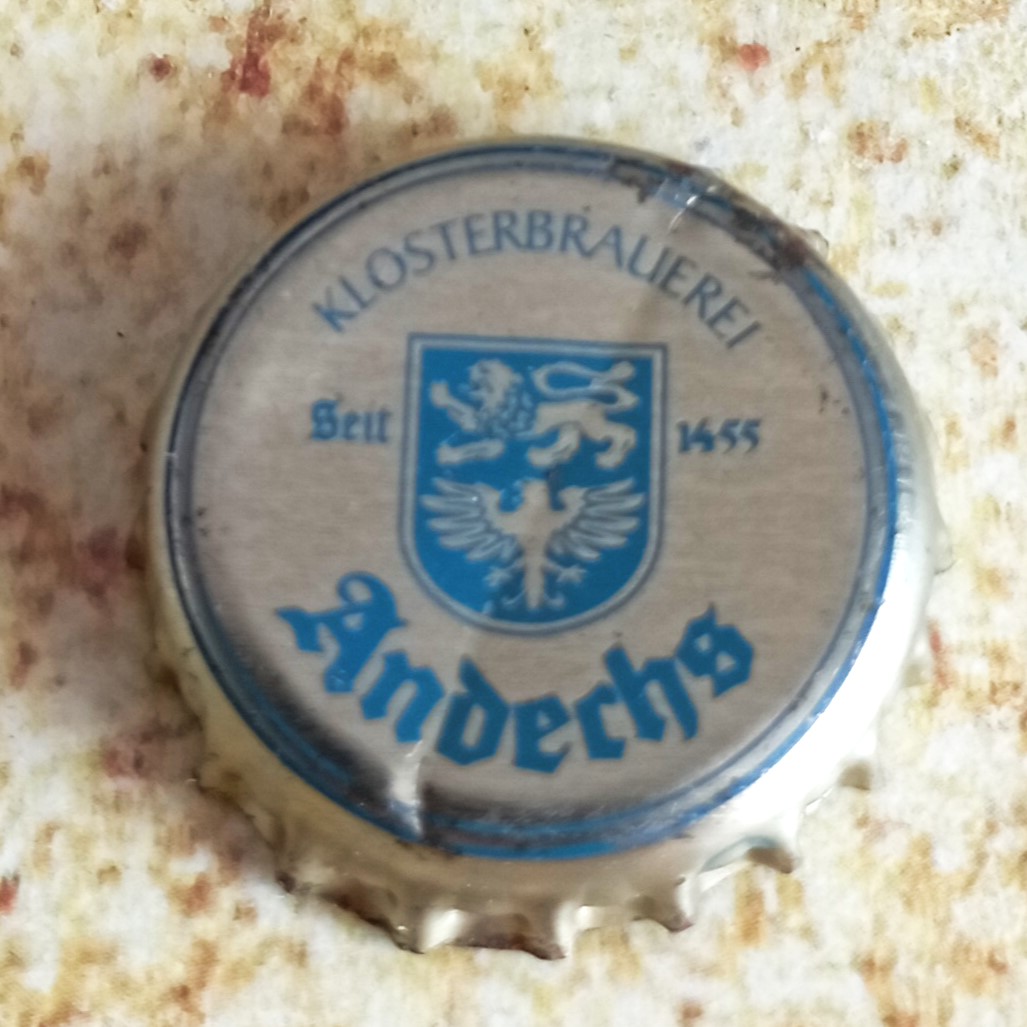 KLOSTERBRAUEREI
Seit 1455
Andechs